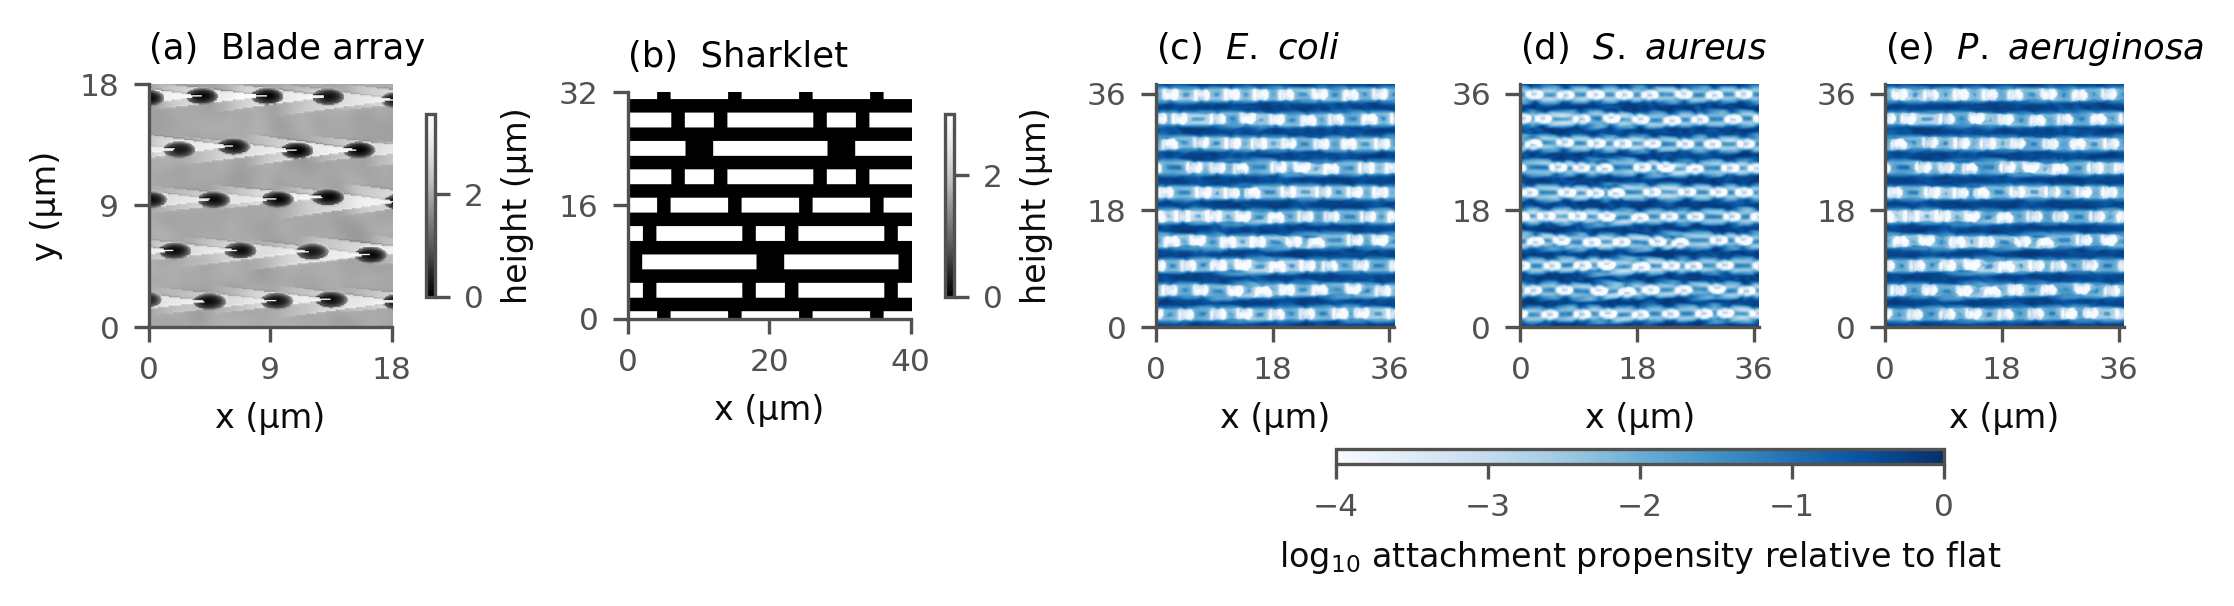 (a) Blade array
18
9
0
y (µm)
0
9
18
x (µm)
2
0
height (µm)
(b) Sharklet
32
16
0
0
20
40
x (µm)
2
0
height (µm)
(c) E. coli
36
18
0
0
18
36
x (µm)
(d) S. aureus
36
18
0
0
18
36
x (µm)
(e) P. aeruginosa
36
18
0
0
18
36
x (µm)
−4
−3
−2
−1
0
log₁₀ attachment propensity relative to flat